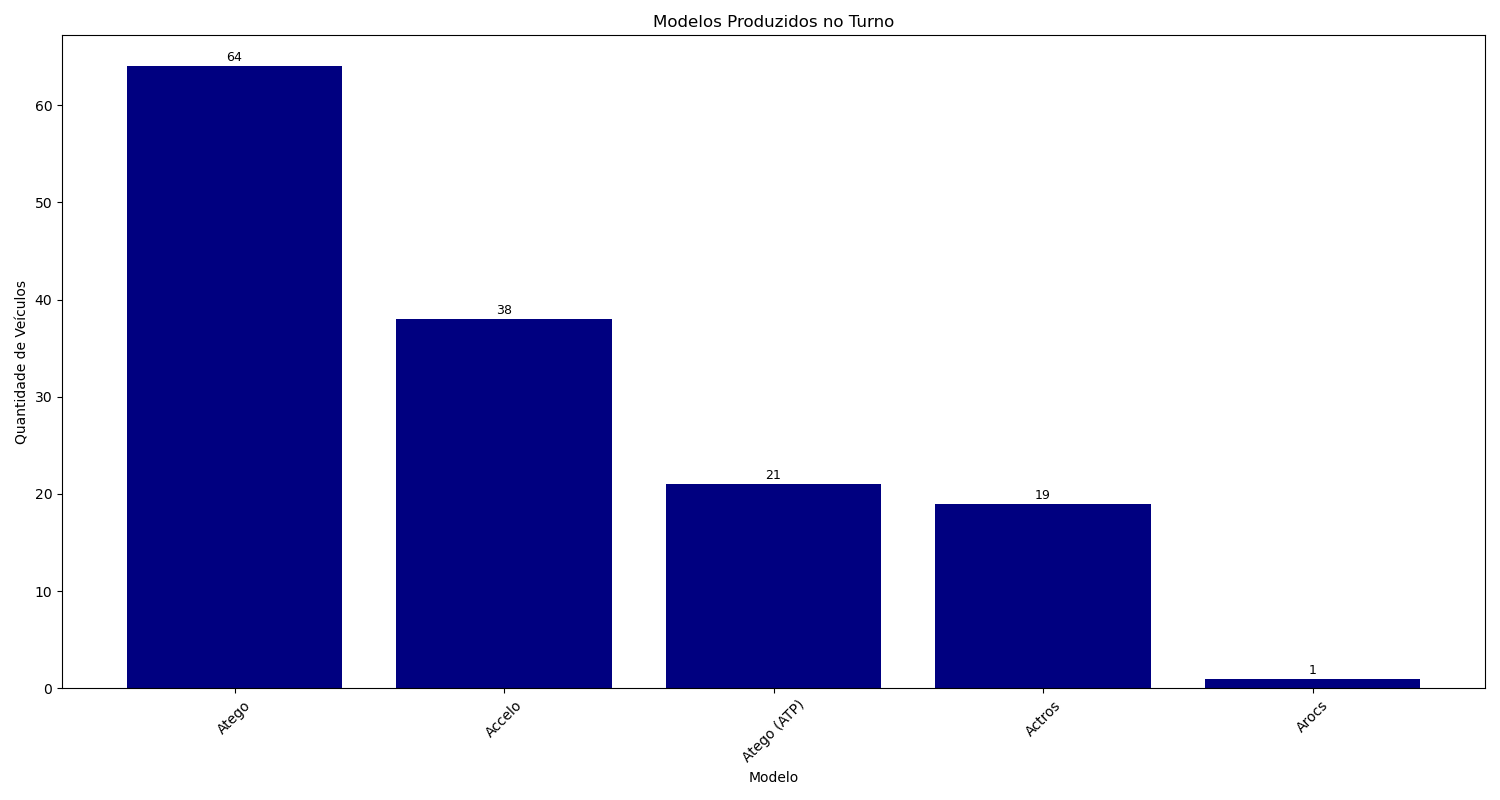 Modelos Produzidos no Turno
64
38
21
19
1
60
50
40
30
20
10
0
Quantidade de Veículos
Atego
Accelo
Atego (ATP)
Actros
Arocs
Modelo